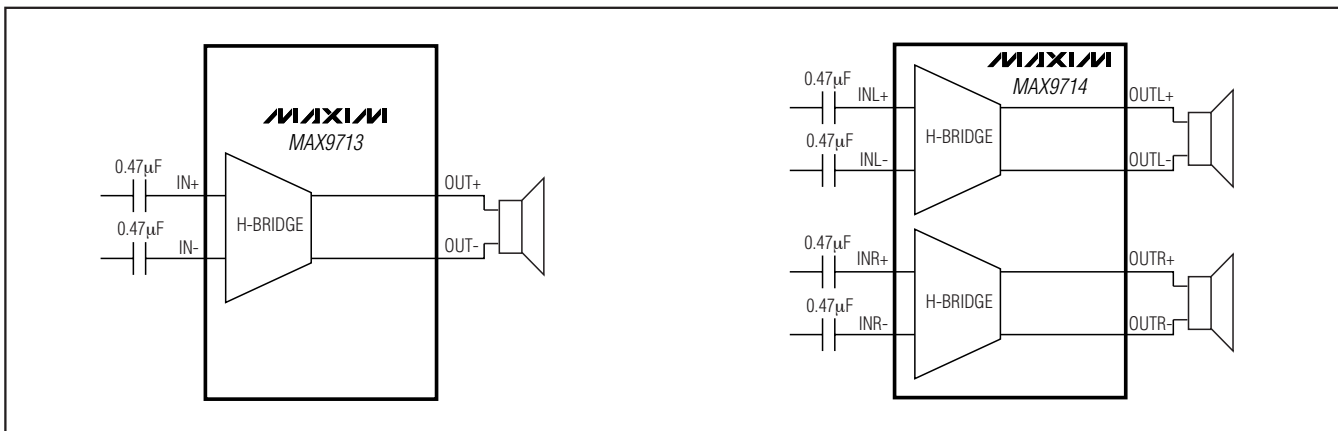 MAXIM
MAX9713
0.47µF
IN+
0.47µF
IN-
H-BRIDGE
OUT+
OUT-
MAXIM
MAX9714
0.47µF
INL+
0.47µF
INL-
H-BRIDGE
OUTL+
OUTL-
0.47µF
INR+
0.47µF
INR-
H-BRIDGE
OUTR+
OUTR-